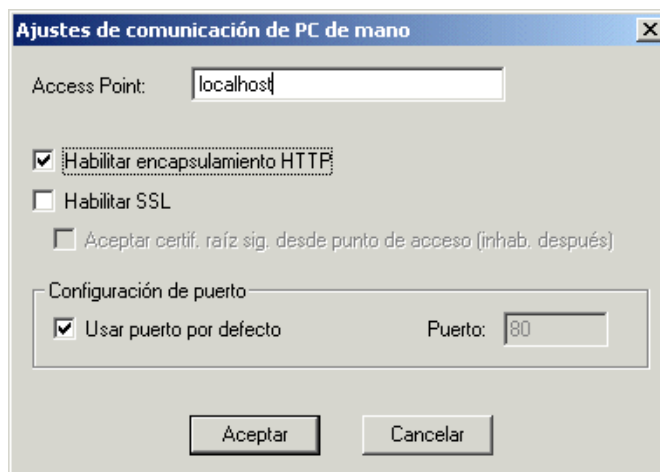 Ajustes de comunicación de PC de mano
Access Point: localhost
Habilitar encapsulamiento HTTP
Habilitar SSL
Aceptar certif. raíz sig. desde punto de acceso (inhab. después)
Configuración de puerto
Usar puerto por defecto Puerto: 80
Aceptar Cancelar